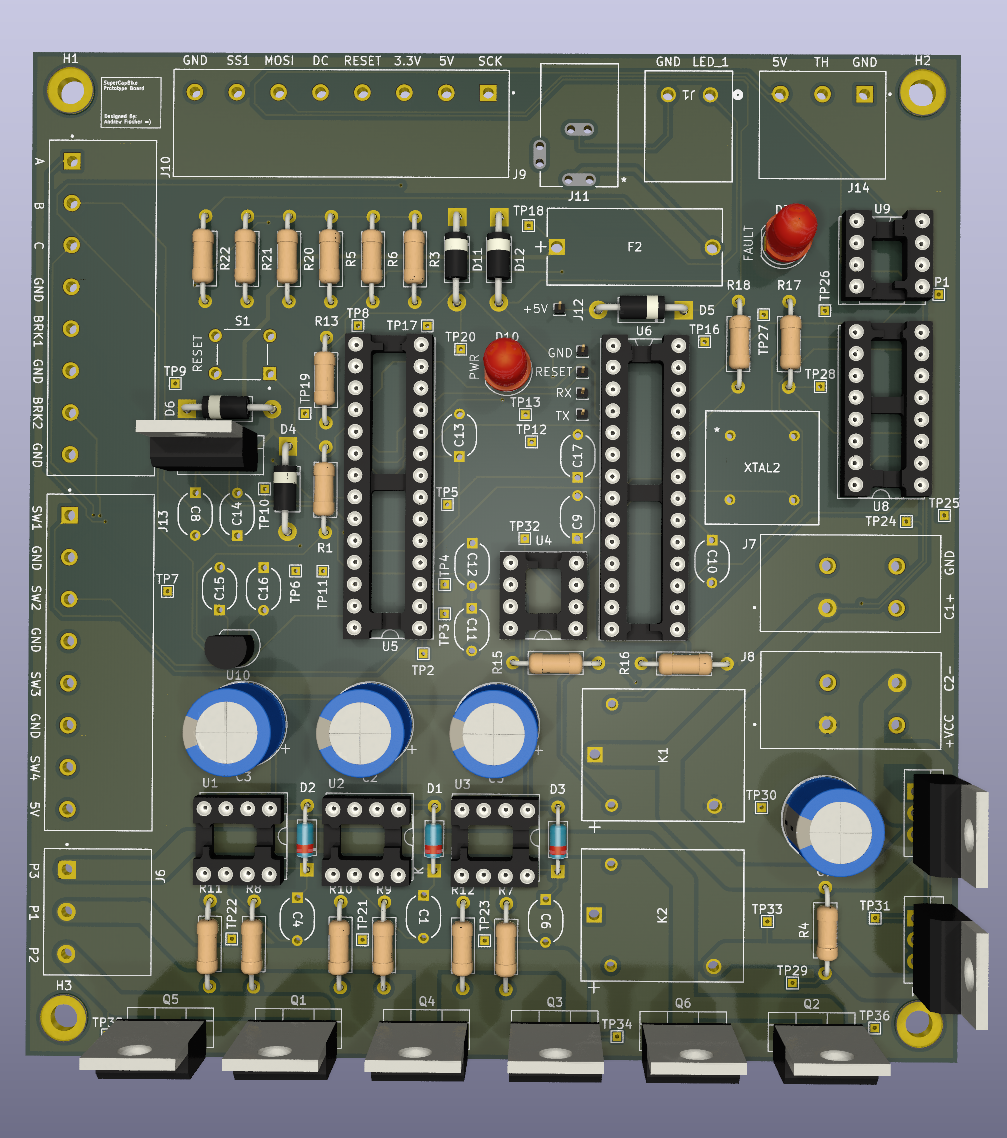 H1
GND SS1 MOSI DC RESET 3.3V 5V SCK
GND LED_1
5V TH GND
H2
SuperCapBike
Prototype Board
Designed By:
Andrew Fischer =)
J1
J10
J9
J11
*
J14
A
B
C
GND
BRK1
GND
BRK2
GND
R22
R21
R20
R5
R6
R3
D11
D12
TP18
+
F2
FAULT
U9
TP26
P1
+5V
J12
D5
R18
R17
TP27
S1
RESET
R13
TP8
TP17
TP20
D10
PWR
U6
TP16
GND
RESET
RX
TX
TP9
TP19
D6
TP28
TP13
TP12
C13
C17
*
XTAL2
D4
J13
C8
C14
TP10
R1
TP5
C9
TP32
U4
U8
TP24
TP25
SW1
GND
SW2
GND
SW3
GND
SW4
5V
TP7
C15
C16
TP6
TP11
TP4
C12
TP3
C11
C10
J7
GND
C1+
U5
TP2
U10
R15
R16
J8
C2-
+VCC
K1
+
U1
C3
U2
C2
U3
D2
D1
D3
TP30
J6
P3
P1
P2
R11
R8
R10
R9
R12
R7
K
TP22
C4
TP21
C1
TP23
C6
K2
+
TP33
R4
TP31
TP29
H3
Q5
Q1
Q4
Q3
Q6
Q2
TP34
TP36